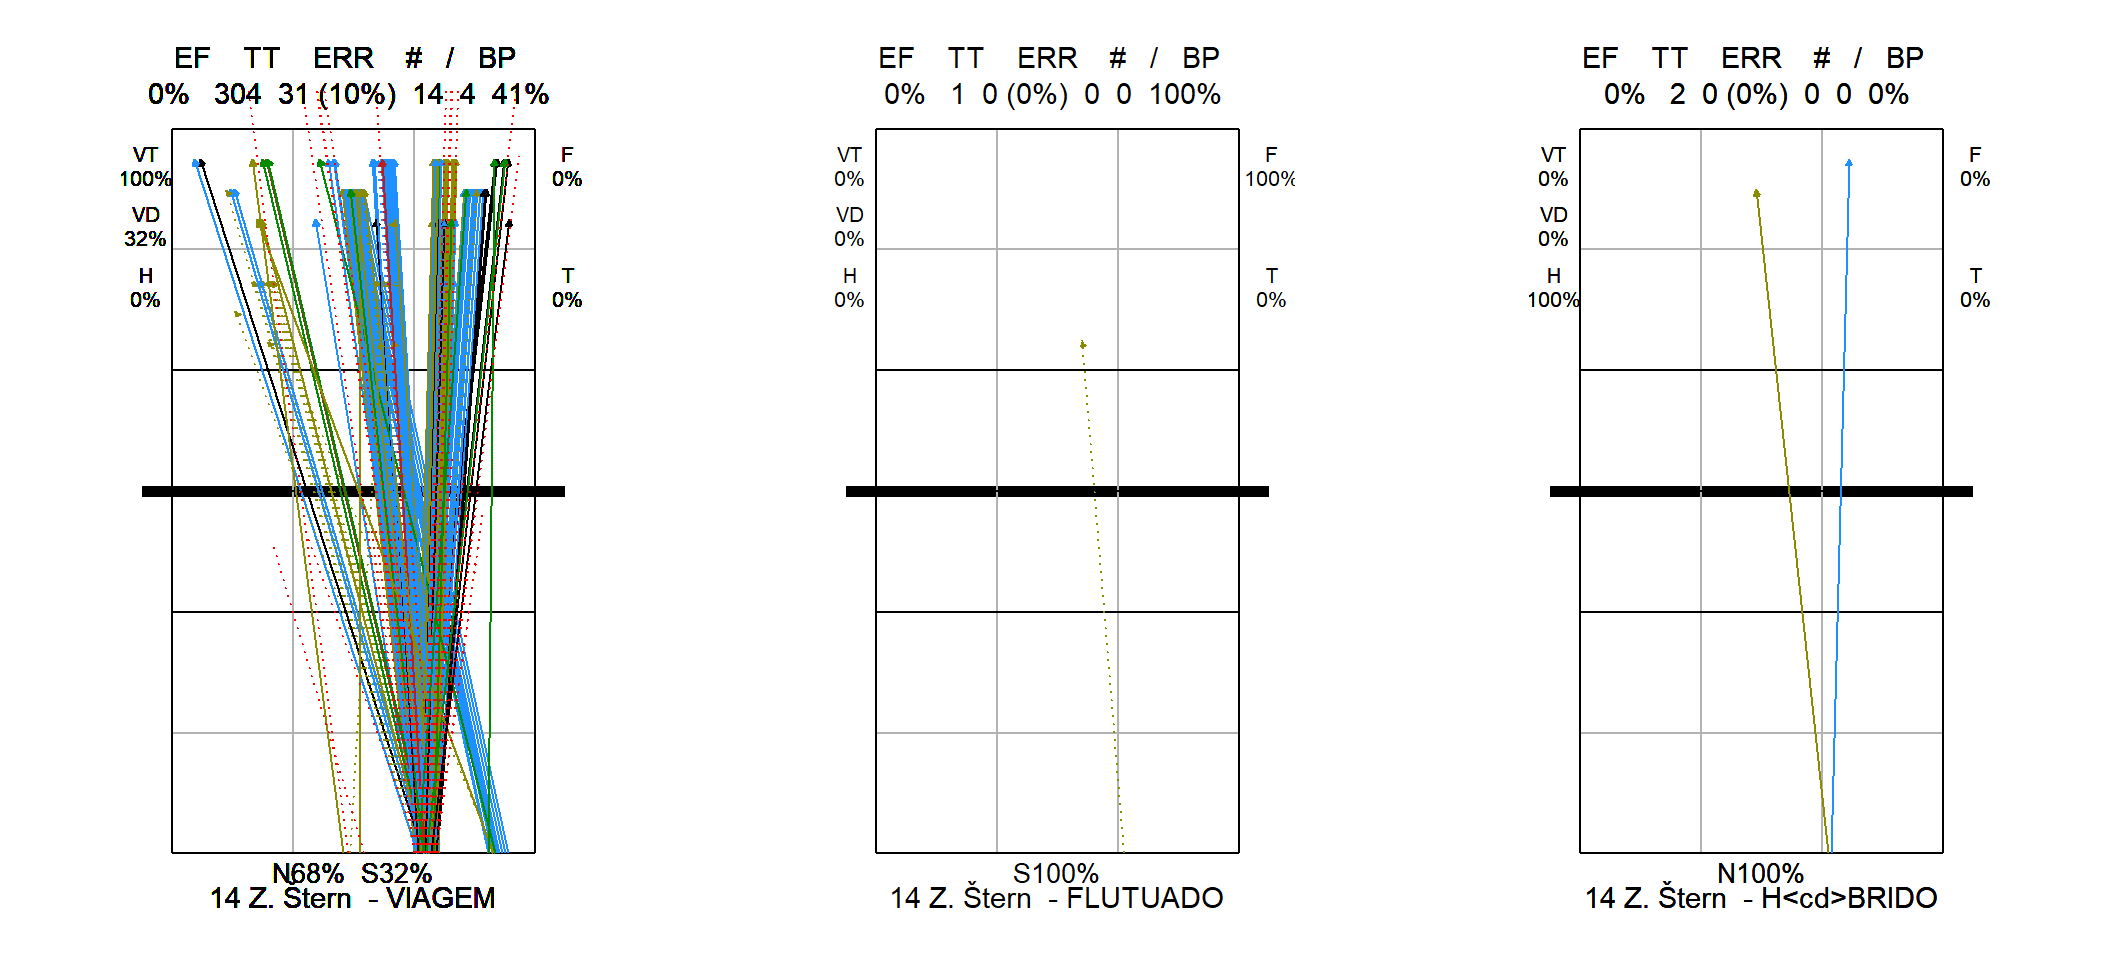 EF TT ERR # / BP
0% 304 31 (10%) 14 4 41%
VT
100%
VD
32%
H
0%
F
0%
T
0%
N68% S32%
14 Z. Štern - VIAGEM
EF TT ERR # / BP
0% 1 0 (0%) 0 0 100%
VT
0%
VD
0%
H
0%
F
100%
T
0%
S100%
14 Z. Štern - FLUTUADO
EF TT ERR # / BP
0% 2 0 (0%) 0 0 0%
VT
0%
VD
0%
H
100%
F
0%
T
0%
N100%
14 Z. Štern - H<cd>BRIDO